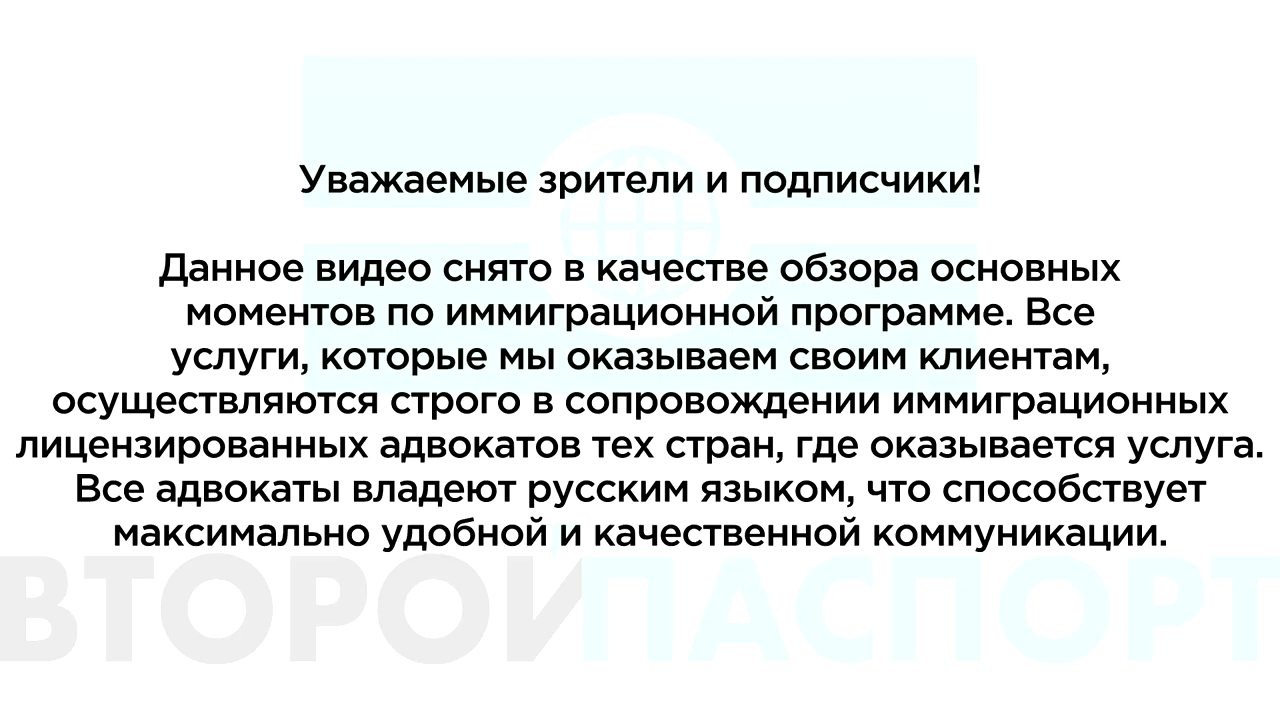 Уважаемые зрители и подписчики!
Данное видео снято в качестве обзора основных
моментов по иммиграционной программе. Все
услуги, которые мы оказываем своим клиентам,
осуществляются строго в сопровождении иммиграционных
лицензированных адвокатов тех стран, где оказывается услуга.
Все адвокаты владеют русским языком, что способствует
максимально удобной и качественной коммуникации.
ВТОРОЙПАСПОРТ